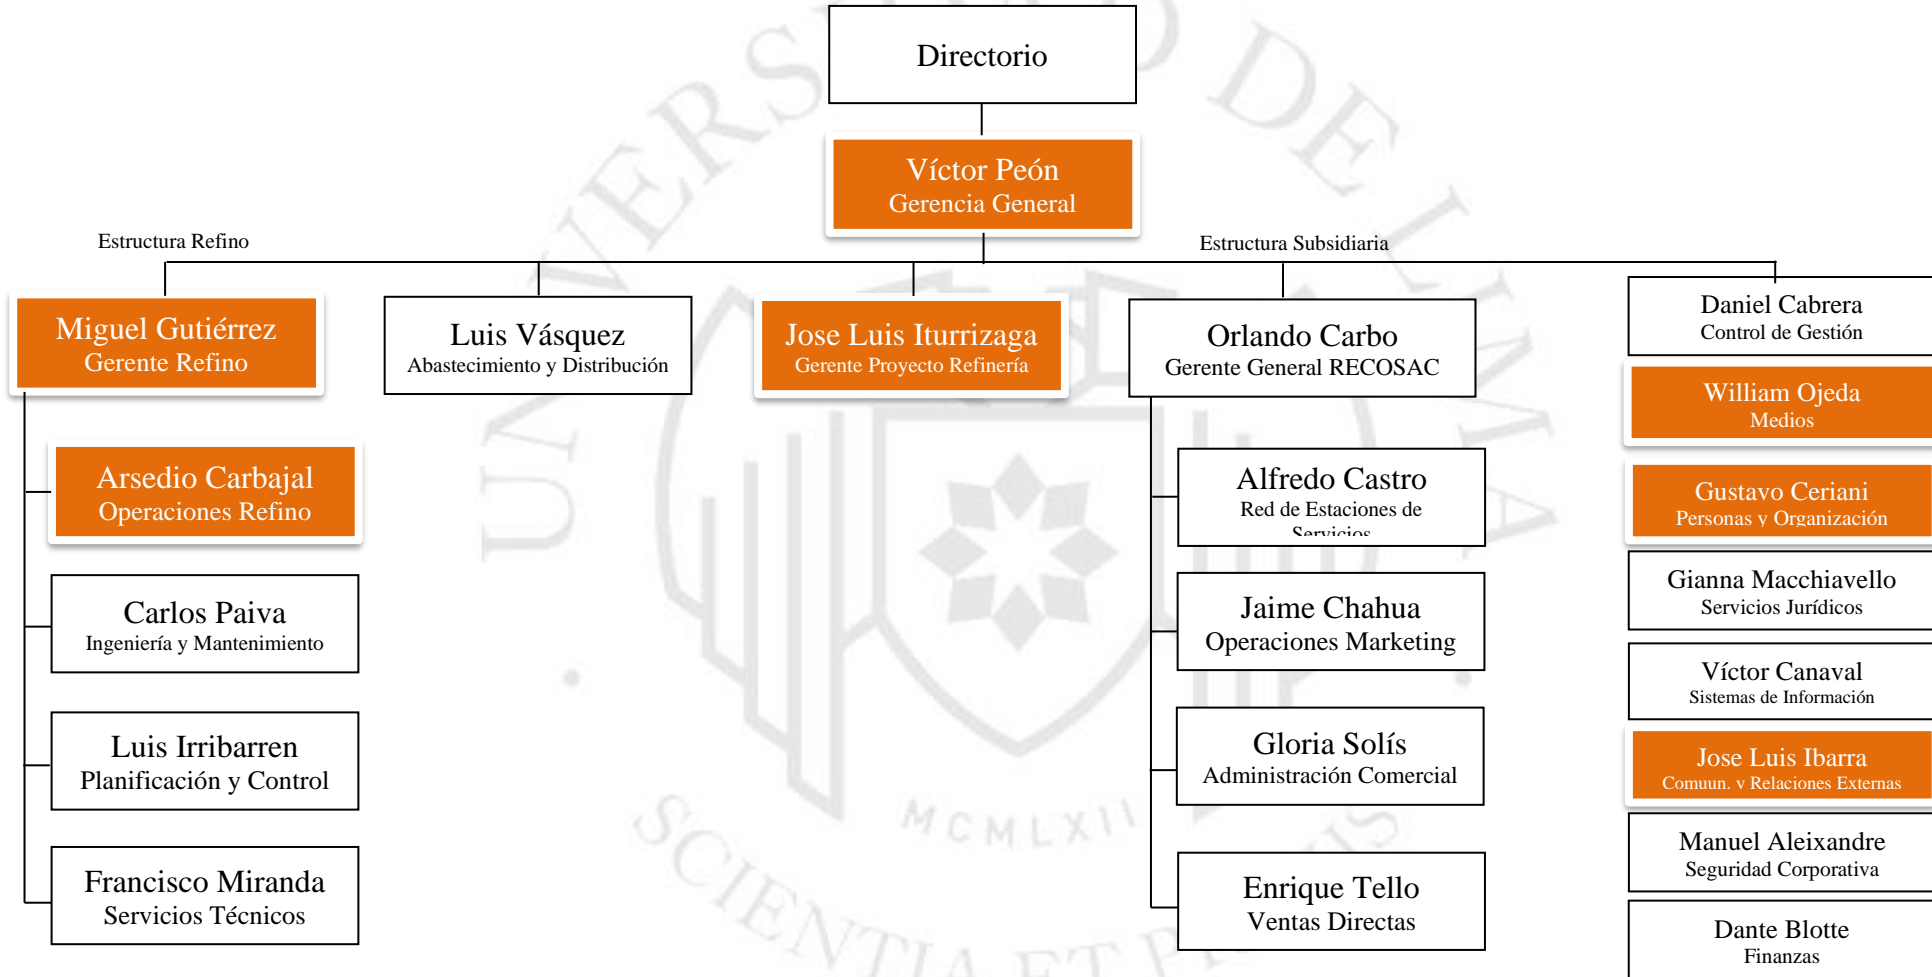 Directorio
Víctor Peón
Gerencia General
Estructura Refino
Estructura Subsidiaria
Miguel Gutiérrez
Gerente Refino
Luis Vásquez
Abastecimiento y Distribución
Jose Luis Iturrizaga
Gerente Proyecto Refinería
Orlando Carbo
Gerente General RECOSAC
Daniel Cabrera
Control de Gestión
William Ojeda
Medios
Gustavo Ceriani
Personas y Organización
Gianna Macchiavello
Servicios Jurídicos
Víctor Canaval
Sistemas de Información
Jose Luis Ibarra
Comuun. y Relaciones Externas
Manuel Aleixandre
Seguridad Corporativa
Dante Blotte
Finanzas
Arsedio Carbajal
Operaciones Refino
Carlos Paiva
Ingeniería y Mantenimiento
Luis Irribarren
Planificación y Control
Francisco Miranda
Servicios Técnicos
Alfredo Castro
Red de Estaciones de
Servicios
Jaime Chahua
Operaciones Marketing
Gloria Solís
Administración Comercial
Enrique Tello
Ventas Directas
DE LIMA
MCMLXII
SCIENTIA ET